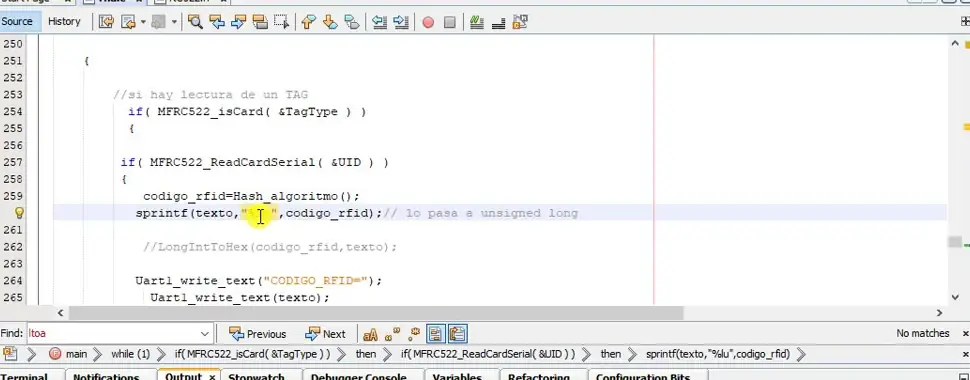 Source History
250
251 {
252
253 //si hay lectura de un TAG
254 if( MFRC522_isCard( &TagType ) )
255 {
256
257 if( MFRC522_ReadCardSerial( &UID ) )
258 {
259 codigo_rfid=Hash_algoritmo();
sprintf(texto," ",codigo_rfid);// lo pasa a unsigned long
261
262 //LongIntToHex(codigo_rfid,texto);
263
264 Uart1_write_text("CODIGO_RFID=");
265 Uart1_write_text(texto);
Find: ltoa Previous Next No matches
main while (1) if( MFRC522_isCard( &TagType ) ) then if( MFRC522_ReadCardSerial( &UID ) ) then sprintf(texto,"%lu",codigo_rfid)
Terminal Notifications Output x Stopwatch Debugger Console Variables Refactoring Configuration Bits